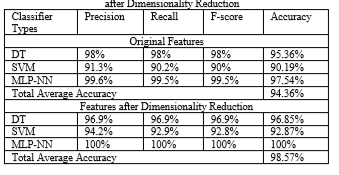 after Dimensionality Reduction
Classifier Types Precision Recall F-score Accuracy
Original Features
DT 98% 98% 98% 95.36%
SVM 91.3% 90.2% 90% 90.19%
MLP-NN 99.6% 99.5% 99.5% 97.54%
Total Average Accuracy 94.36%
Features after Dimensionality Reduction
DT 96.9% 96.9% 96.9% 96.85%
SVM 94.2% 92.9% 92.8% 92.87%
MLP-NN 100% 100% 100% 100%
Total Average Accuracy 98.57%